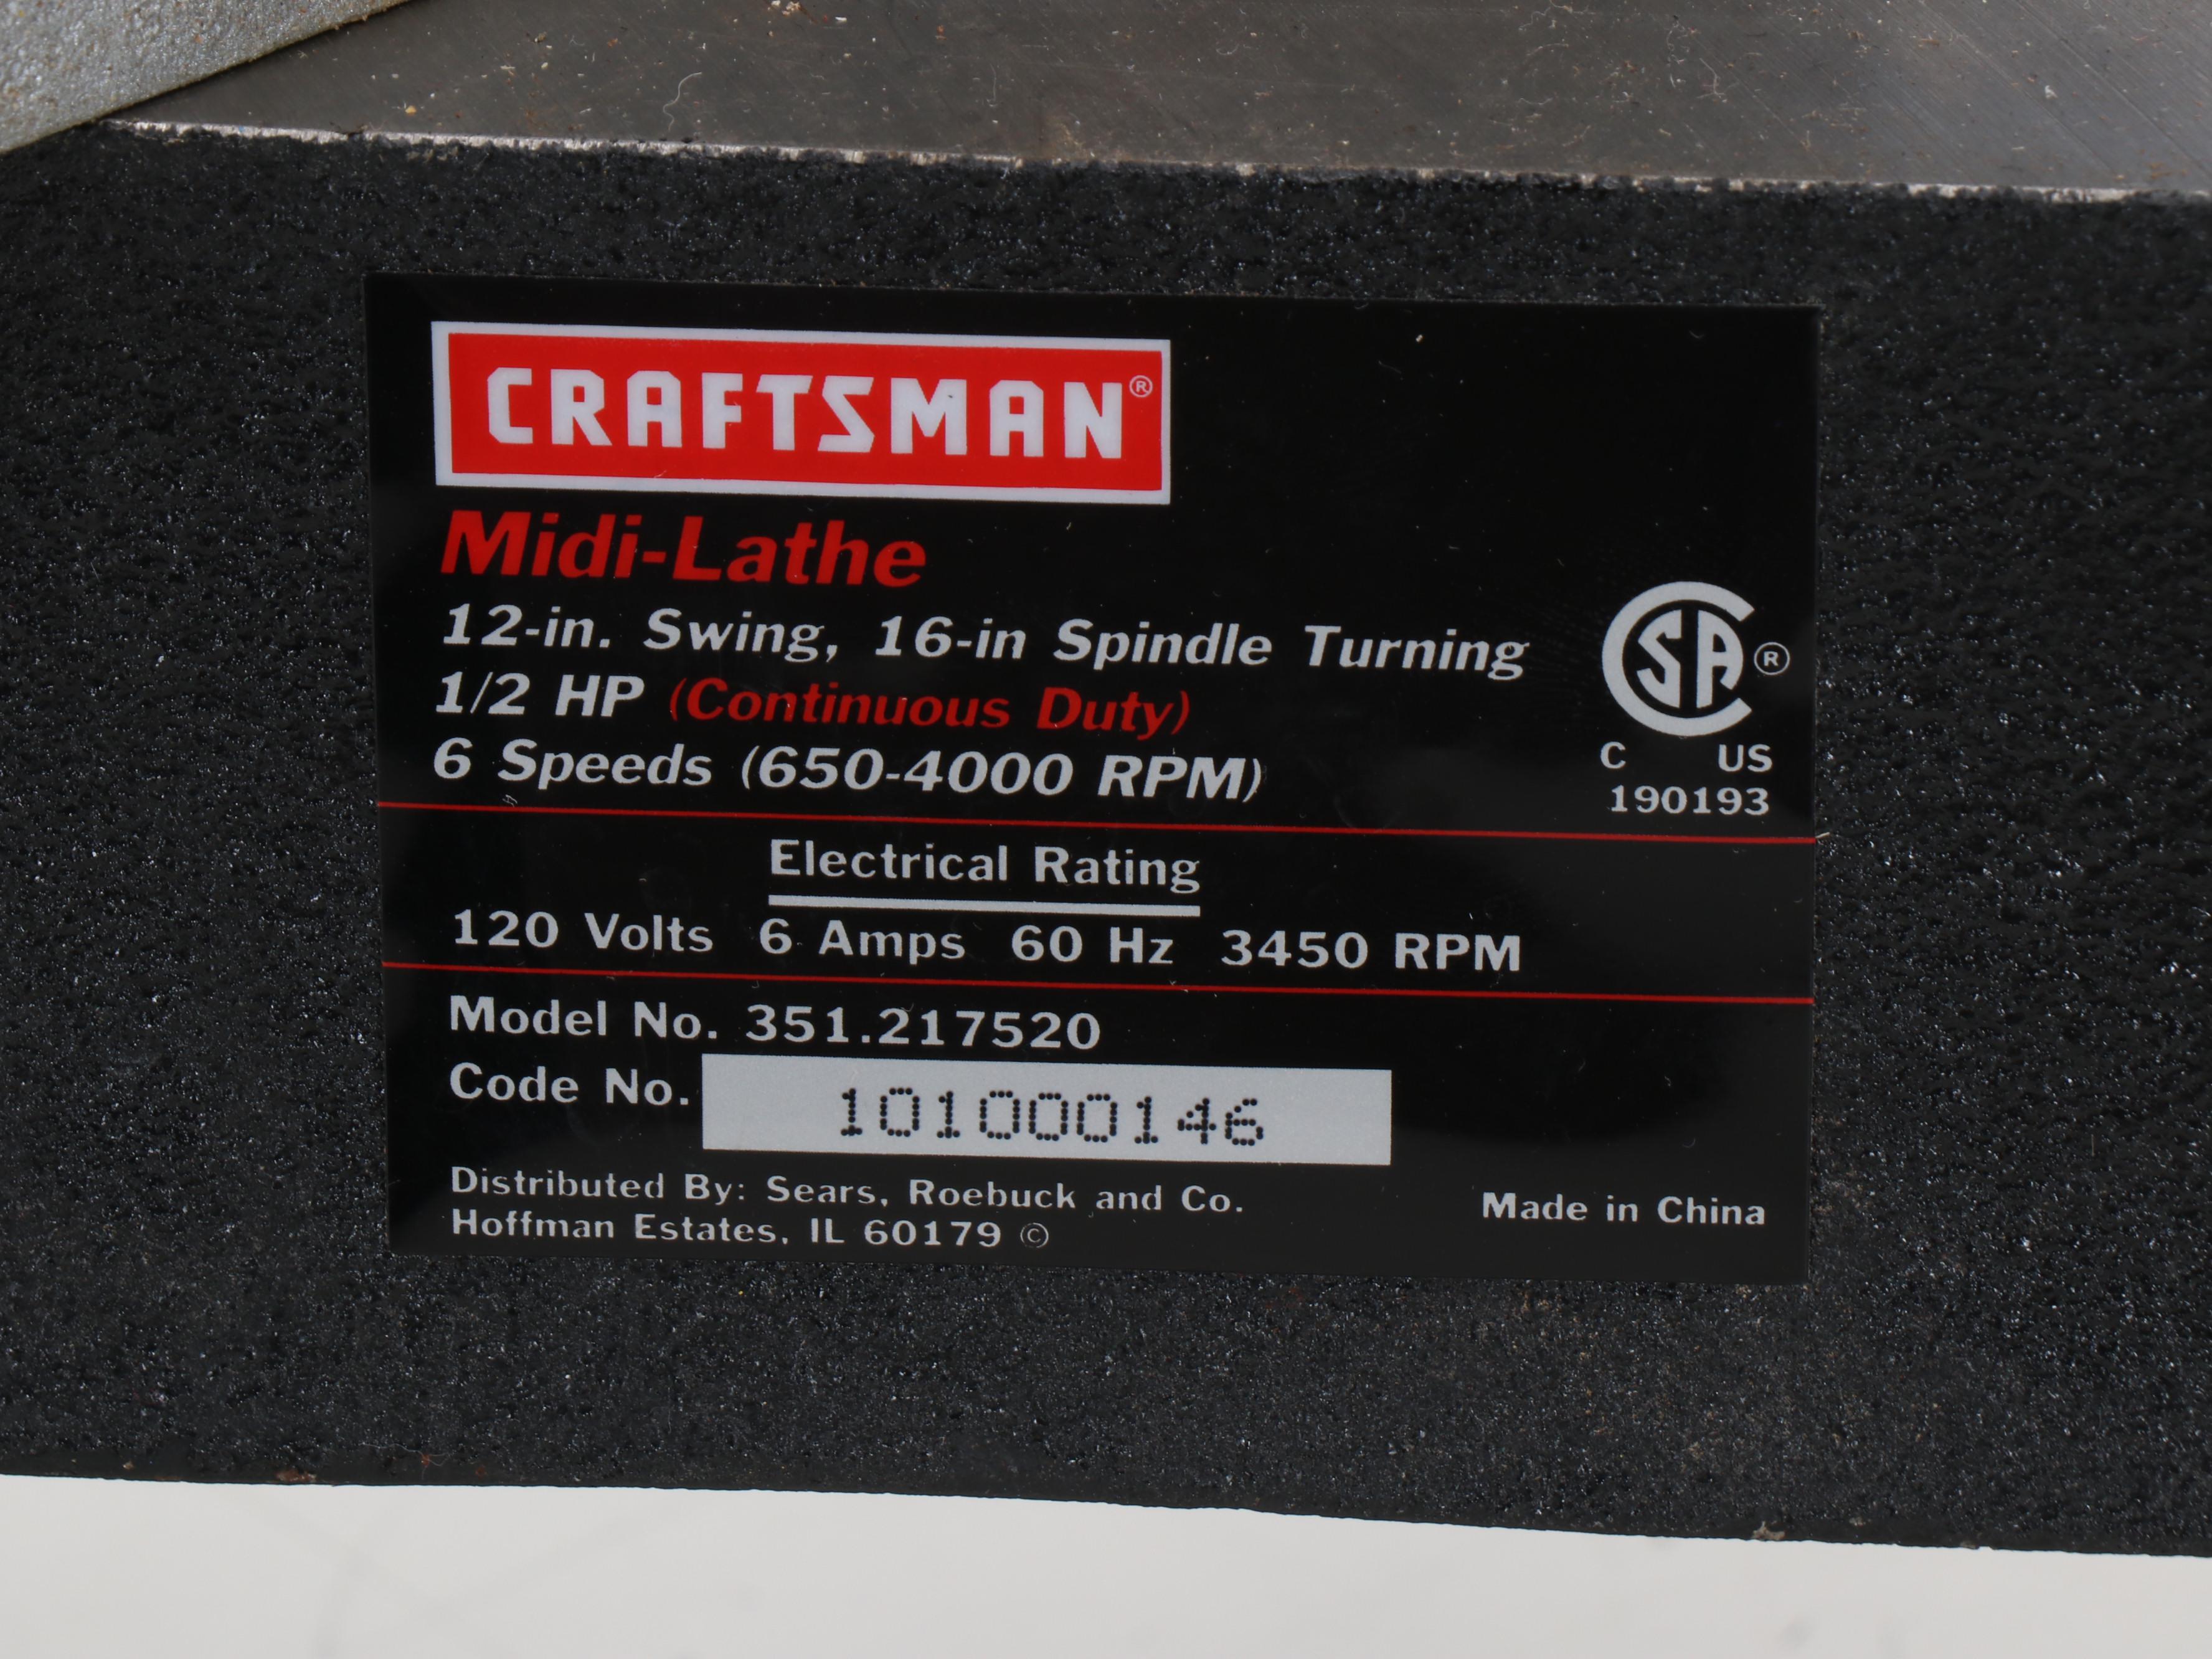 CRAFTSMAN®
Midi-Lathe
12-in. Swing, 16-in Spindle Turning
1/2 HP (Continuous Duty)
6 Speeds (650-4000 RPM)
CSA ®
C US
190193
Electrical Rating
120 Volts 6 Amps 60 Hz 3450 RPM
Model No. 351.217520
Code No. 101000146
Distributed By: Sears, Roebuck and Co.
Hoffman Estates, IL 60179 ©
Made in China